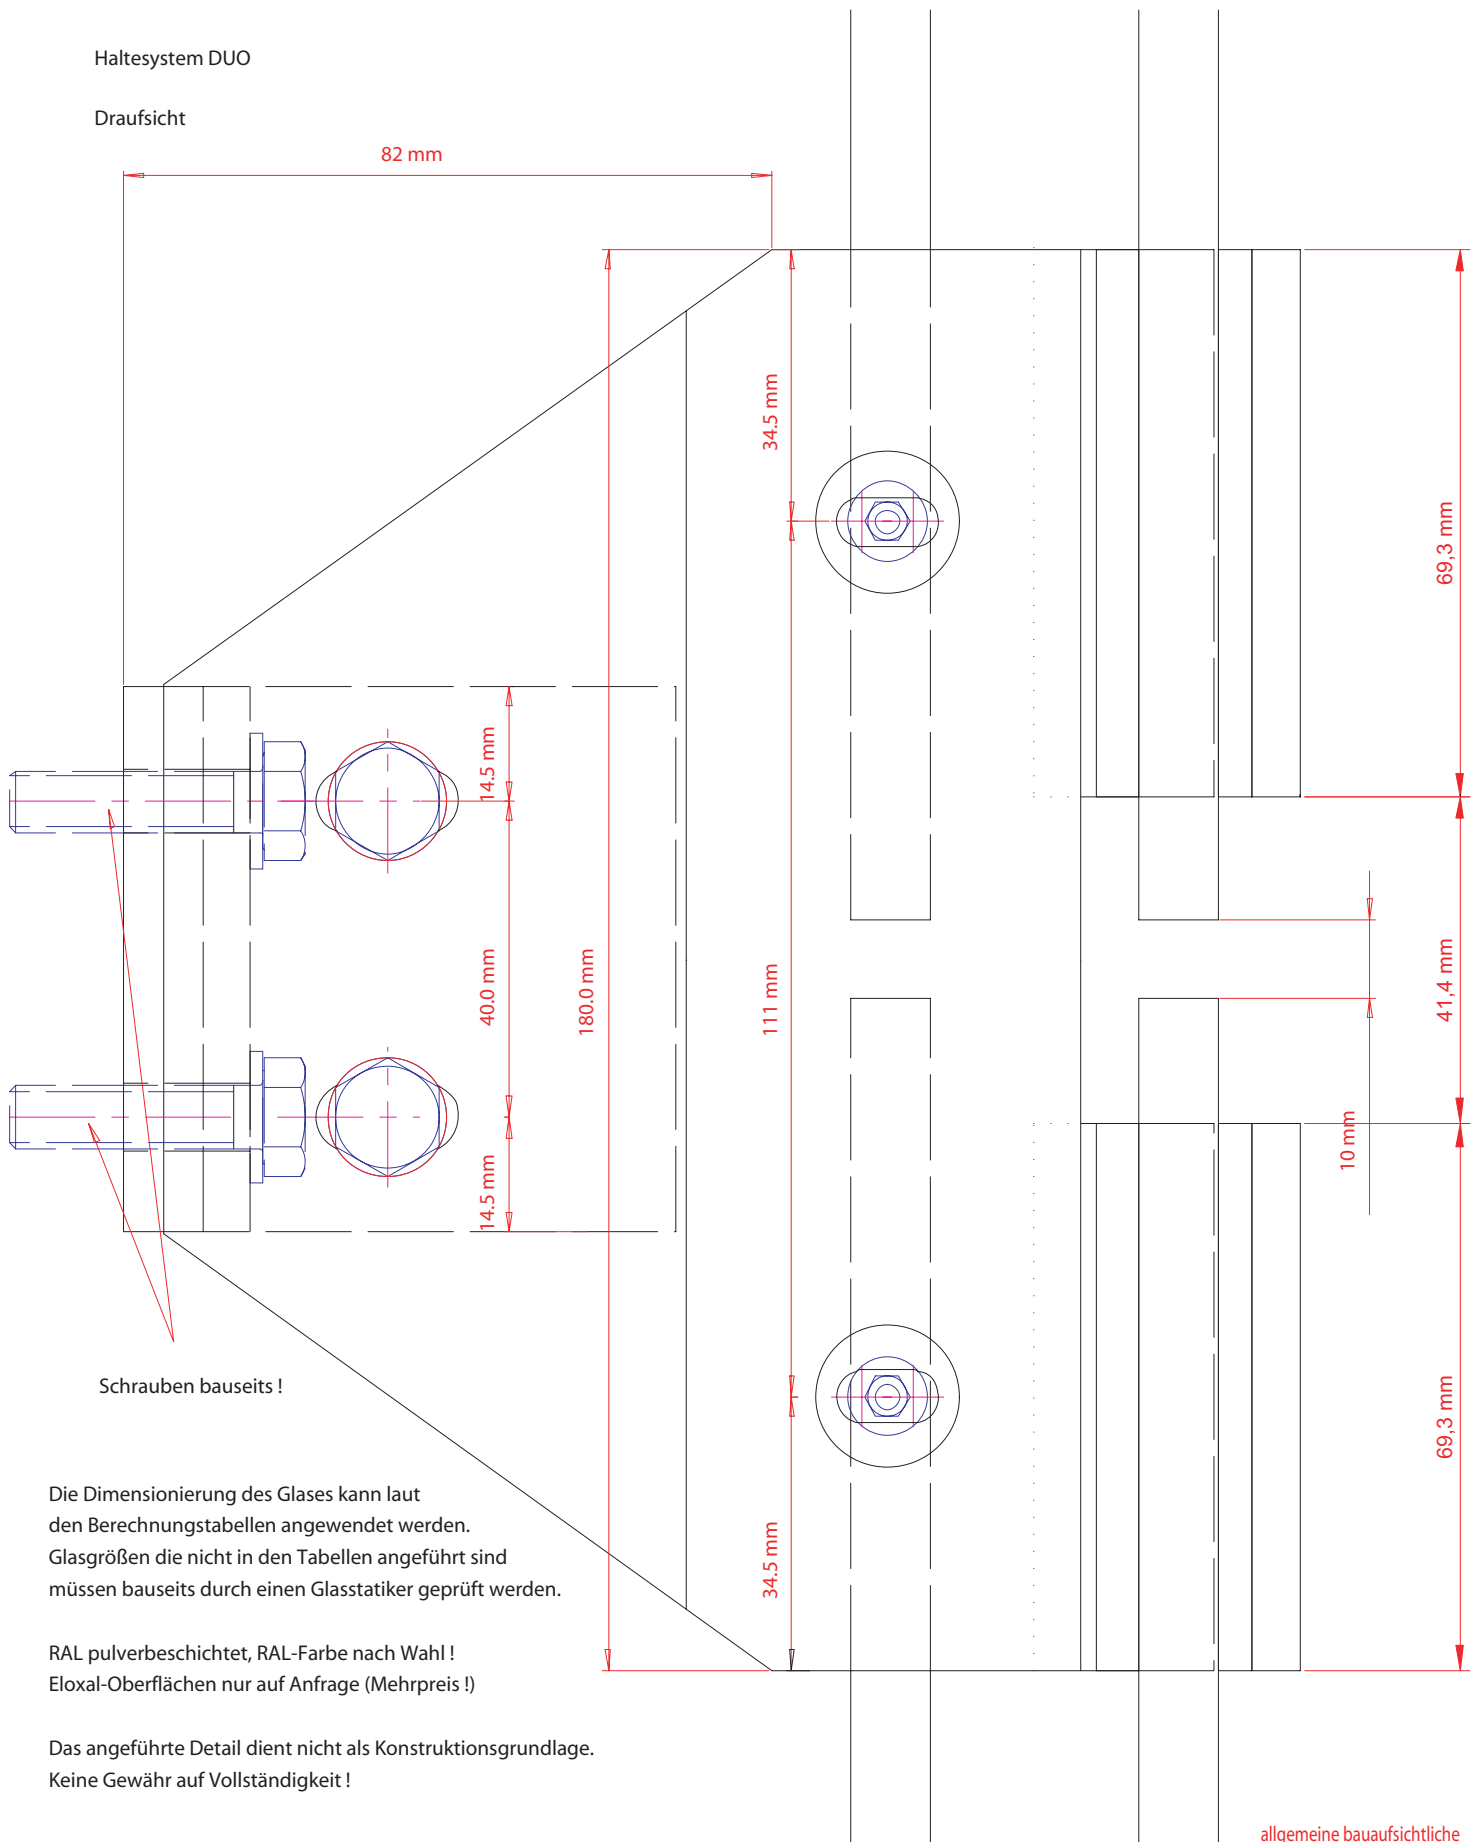 Haltesystem DUO
Draufsicht
82 mm
34.5 mm
69,3 mm
14.5 mm
40.0 mm
180.0 mm
111 mm
41,4 mm
10 mm
14.5 mm
Schrauben bauseits !
69,3 mm
34.5 mm
Die Dimensionierung des Glases kann laut
den Berechnungstabellen angewendet werden.
Glasgrößen die nicht in den Tabellen angeführt sind
müssen bauseits durch einen Glasstatiker geprüft werden.
RAL pulverbeschichtet, RAL-Farbe nach Wahl !
Eloxal-Oberflächen nur auf Anfrage (Mehrpreis !)
Das angeführte Detail dient nicht als Konstruktionsgrundlage.
Keine Gewähr auf Vollständigkeit !
allgemeine bauaufsichtliche